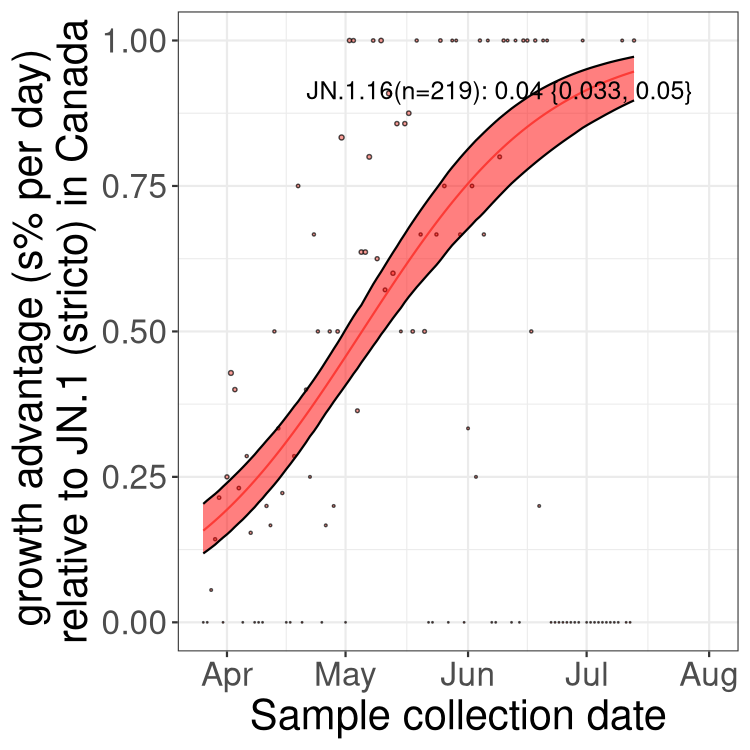 growth advantage (s% per day)
relative to JN.1 (stricto) in Canada
1.00
0.75
0.50
0.25
0.00
JN.1.16(n=219): 0.04 {0.033, 0.05}
Apr May Jun Jul Aug
Sample collection date